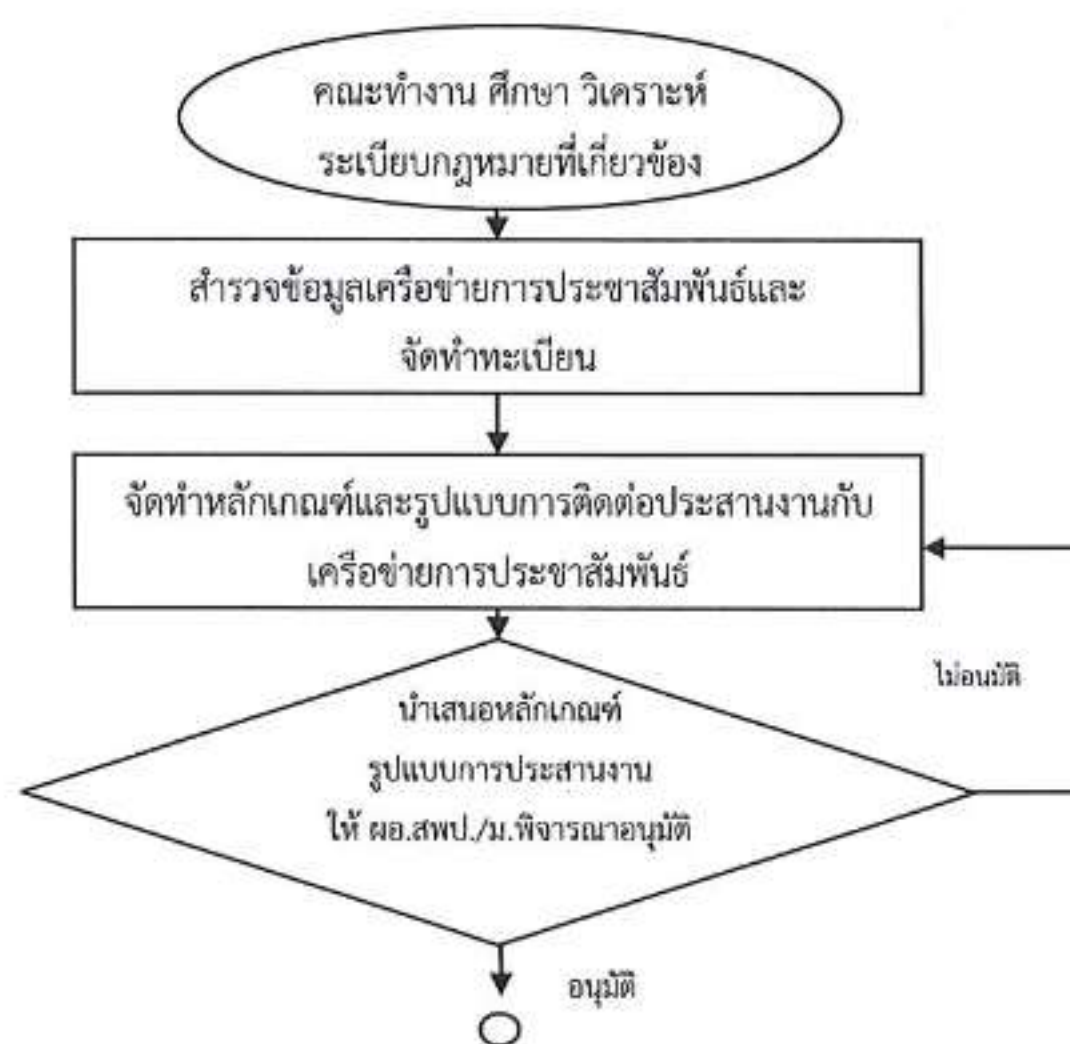 คณะทำงาน ศึกษา วิเคราะห์
ระเบียบกฎหมายที่เกี่ยวข้อง
สำรวจข้อมูลเครือข่ายการประชาสัมพันธ์และ
จัดทำทะเบียน
จัดทำหลักเกณฑ์และรูปแบบการติดต่อประสานงานกับ
เครือข่ายการประชาสัมพันธ์
ไม่อนมัติ
นำเสนอหลักเกณฑ์
รูปแบบการประสานงาน
ให้ ผอ.สพป./ม.พิจารณาอนุมัติ
อนุมัติ